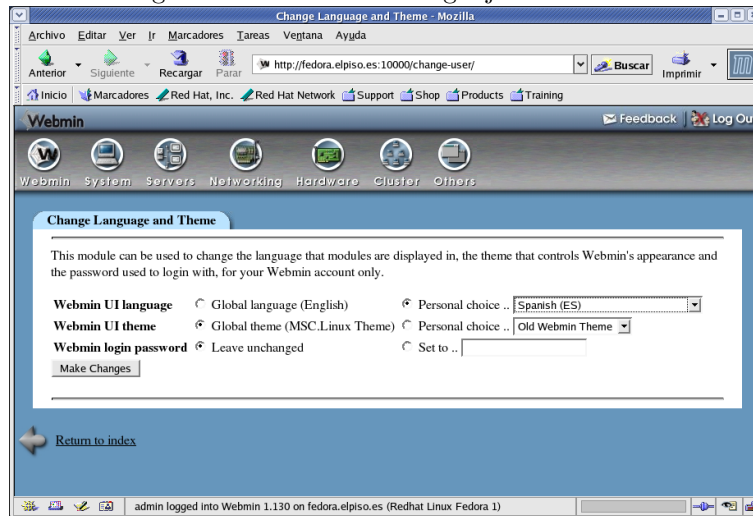 Change Language and Theme - Mozilla
Archivo Editar Ver Ir Marcadores Tareas Ventana Ayuda
Anterior Siguiente Recargar Parar http://fedora.elpiso.es:10000/change-user/ Buscar Imprimir
Inicio Marcadores Red Hat, Inc. Red Hat Network Support Shop Products Training
Webmin Feedback Log Ou
Webmin System Servers Networking Hardware Cluster Others
Change Language and Theme
This module can be used to change the language that modules are displayed in, the theme that controls Webmin's appearance and
the password used to login with, for your Webmin account only.
Webmin UI language Global language (English) Personal choice .. Spanish (ES)
Webmin UI theme Global theme (MSC.Linux Theme) Personal choice .. Old Webmin Theme
Webmin login password Leave unchanged Set to ..
Make Changes
Return to index
admin logged into Webmin 1.130 on fedora.elpiso.es (Redhat Linux Fedora 1)